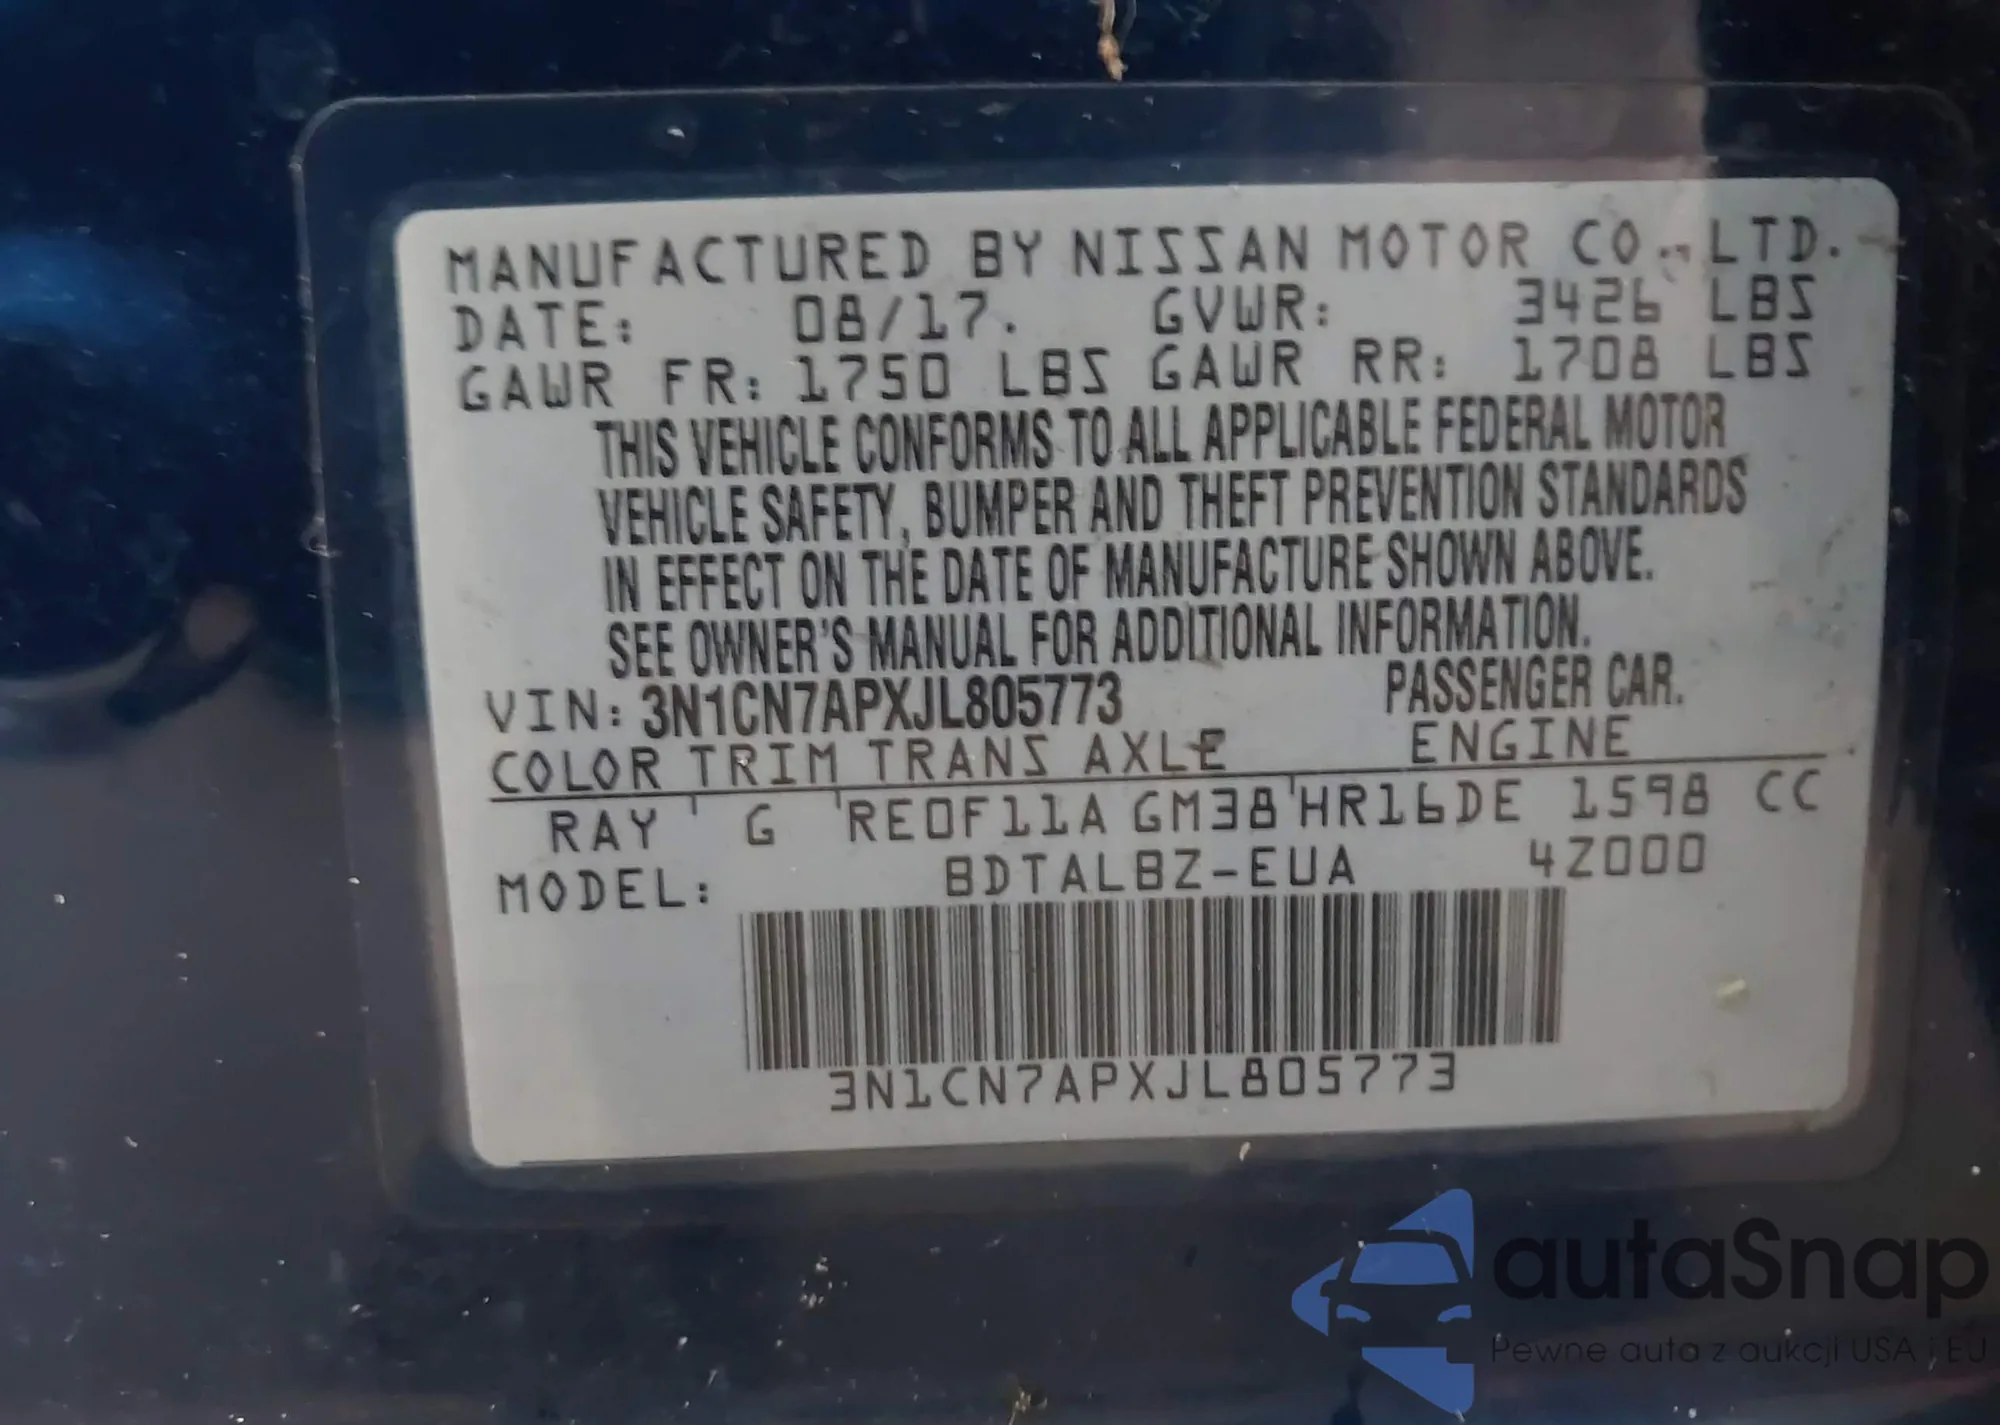 MANUFACTURED BY NISSAN MOTOR CO., LTD.
DATE: 08/17. GVWR: 3426 LBS
GAWR FR: 1750 LBS GAWR RR: 1708 LBS
THIS VEHICLE CONFORMS TO ALL APPLICABLE FEDERAL MOTOR
VEHICLE SAFETY, BUMPER AND THEFT PREVENTION STANDARDS
IN EFFECT ON THE DATE OF MANUFACTURE SHOWN ABOVE.
SEE OWNER'S MANUAL FOR ADDITIONAL INFORMATION.
VIN: 3N1CN7APXJL805773 PASSENGER CAR.
COLOR TRIM TRANS AXLE ENGINE
RAY G RE0F11A GM38 HR16DE 1598 CC
MODEL: BDTALBZ-EUA 4Z000
3N1CN7APXJL805773
autoSnap
Pewne auta z aukcji USA i EU